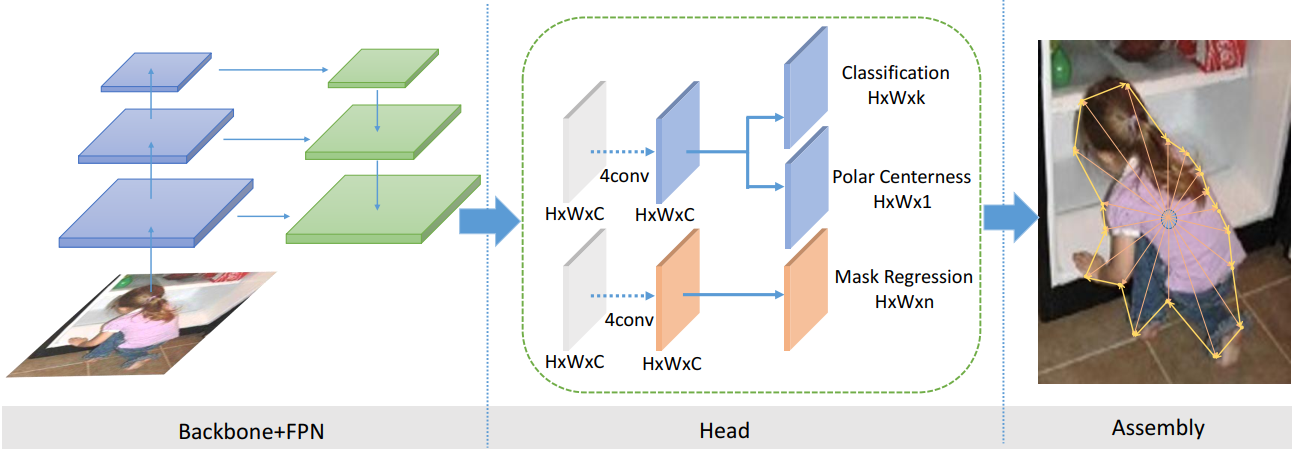 Classification
HxWxk
4conv
HxWxC
HxWxC
Polar Centerness
HxWx1
Mask Regression
HxWxn
4conv
HxWxC
HxWxC
Backbone+FPN
Head
Assembly